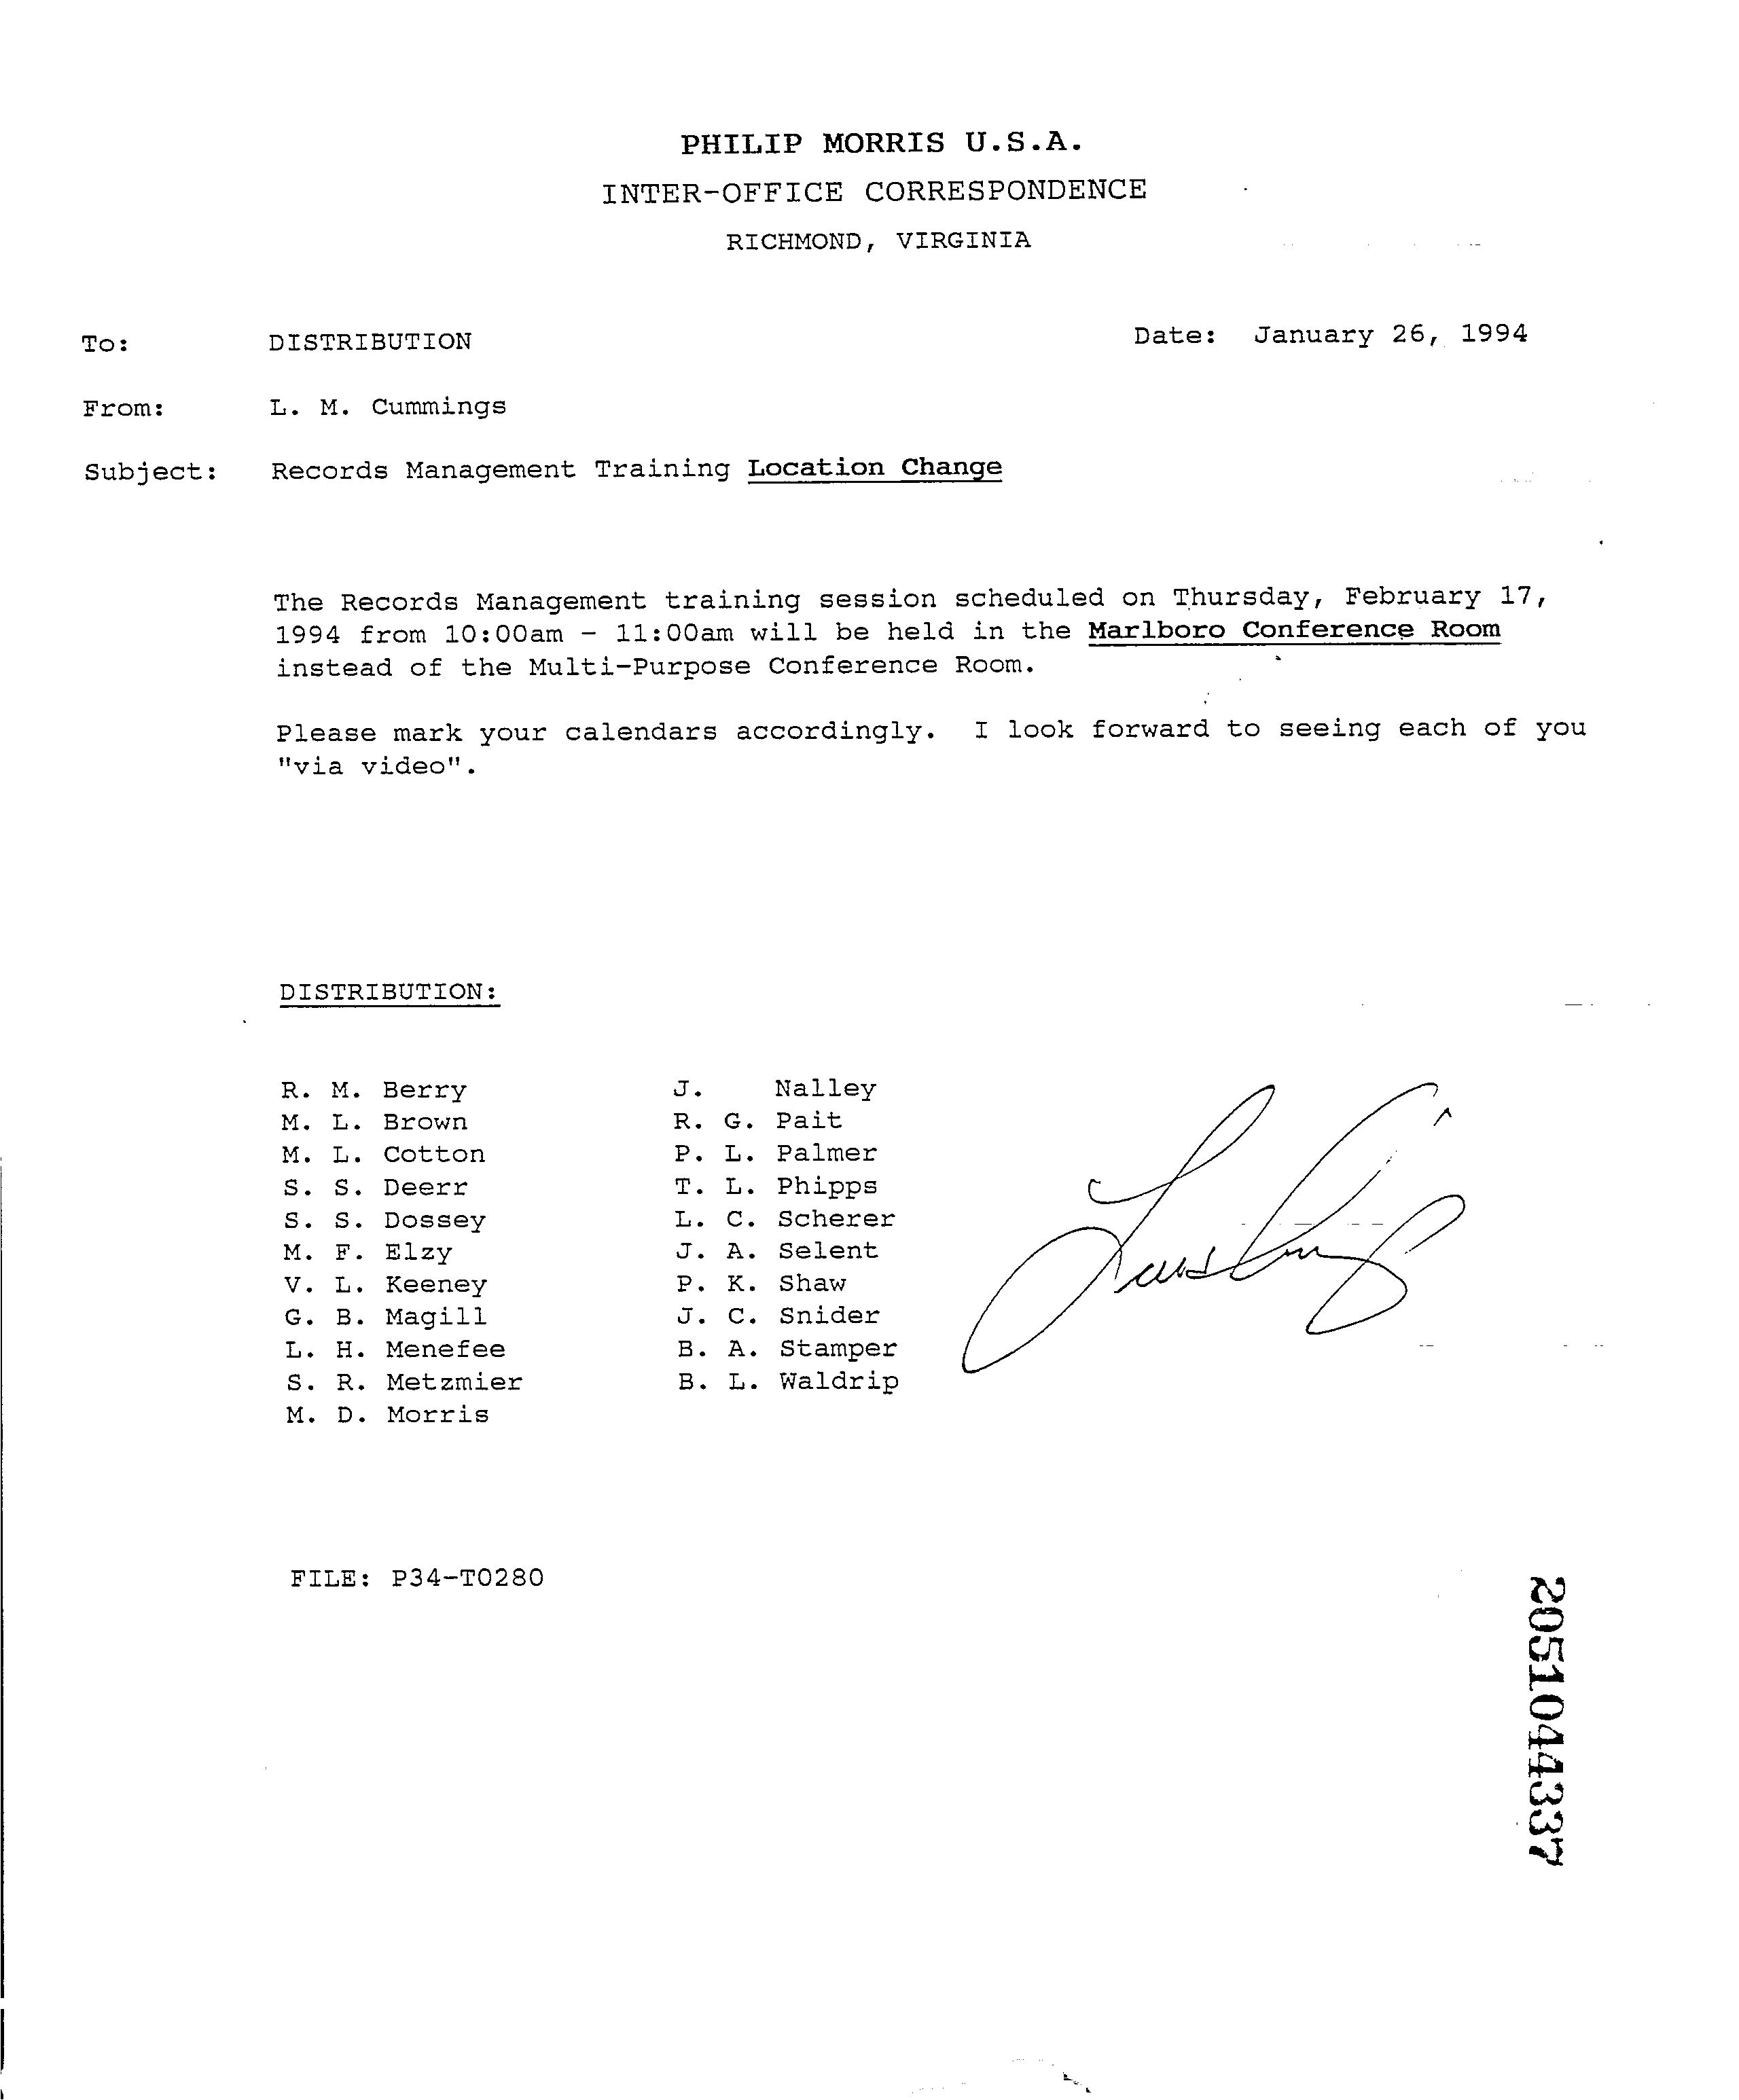 PHILIP MORRIS U.S.A.
INTER-OFFICE CORRESPONDENCE
RICHMOND, VIRGINIA
To: DISTRIBUTION Date: January 26, 1994
From: L. M. Cummings
Subject: Records Management Training Location Change
The Records Management training session scheduled on Thursday, February 17,
1994 from 10:00am - 11:00am will be held in the Marlboro Conference Room
instead of the Multi-Purpose Conference Room.
Please mark your calendars accordingly. I look forward to seeing each of you
"via video".
DISTRIBUTION:
R. M. Berry
M. L. Brown
M. L. Cotton
S. S. Deerr
S. S. Dossey
M. F. Elzy
V. L. Keeney
G. B. Magill
L. H. Menefee
S. R. Metzmier
M. D. Morris
J. Nalley
R. G. Pait
P. L. Palmer
T. L. Phipps
L. C. Scherer
J. A. Selent
P. K. Shaw
J. C. Snider
B. A. Stamper
B. L. Waldrip
FILE: P34-T0280
2051044337